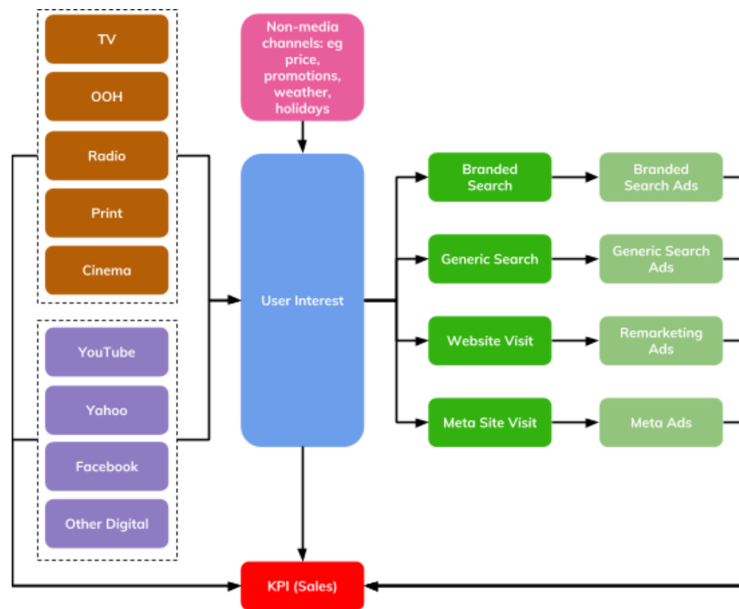 TV
OOH
Radio
Print
Cinema
YouTube
Yahoo
Facebook
Other Digital
Non-media
channels: eg
price,
promotions,
weather,
holidays
User Interest
KPI (Sales)
Branded
Search
Generic Search
Website Visit
Meta Site Visit
Branded
Search Ads
Generic Search
Ads
Remarketing
Ads
Meta Ads